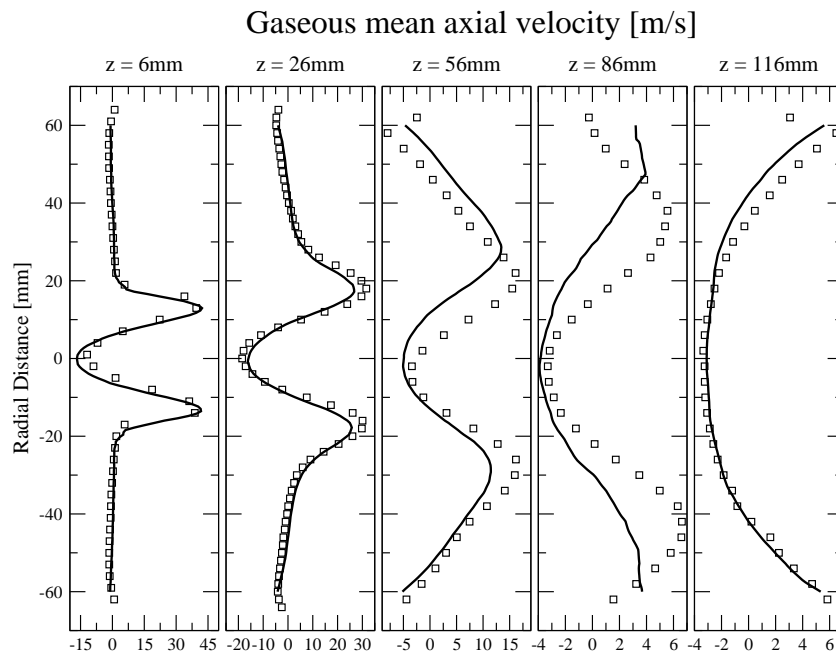 Gaseous mean axial velocity [m/s]
z = 6mm z = 26mm z = 56mm z = 86mm z = 116mm
Radial Distance [mm]
60
40
20
0
-20
-40
-60
-15 0 15 30 45 -20 -10 0 10 20 30 -5 0 5 10 15 -4 -2 0 2 4 6 -4 -2 0 2 4 6